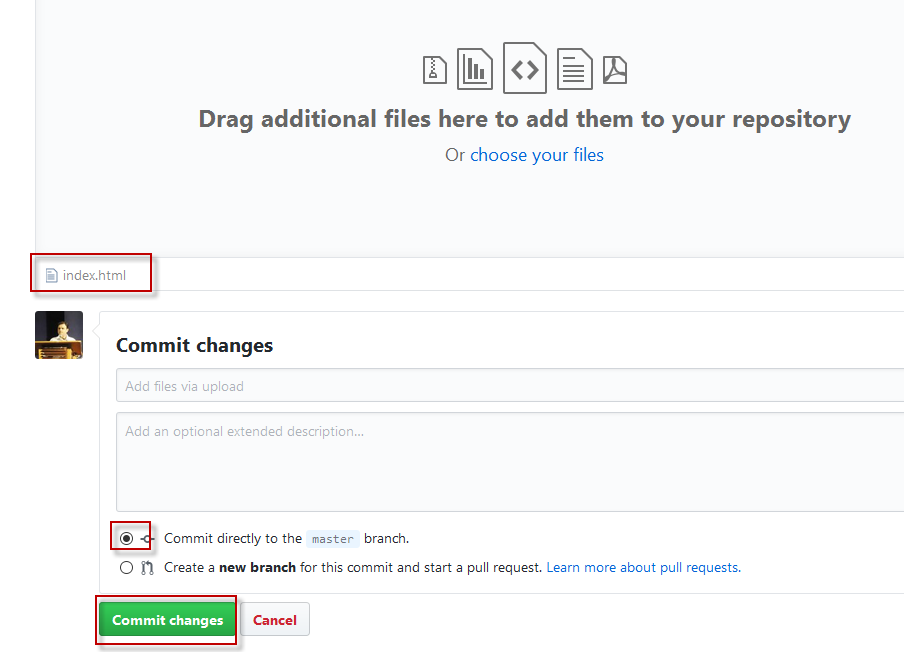 Drag additional files here to add them to your repository
Or choose your files
index.html
Commit changes
Add files via upload
Add an optional extended description...
Commit directly to the master branch.
Create a new branch for this commit and start a pull request. Learn more about pull requests.
Commit changes Cancel